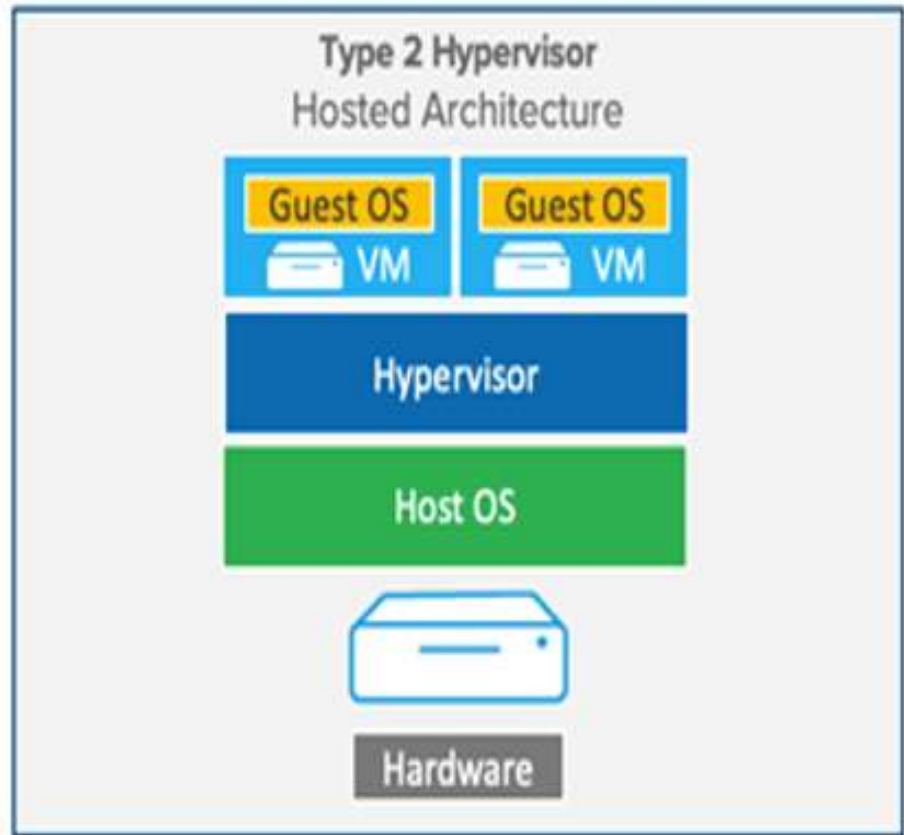 Type 2 Hypervisor
Hosted Architecture
Guest OS Guest OS
VM VM
Hypervisor
Host OS
Hardware